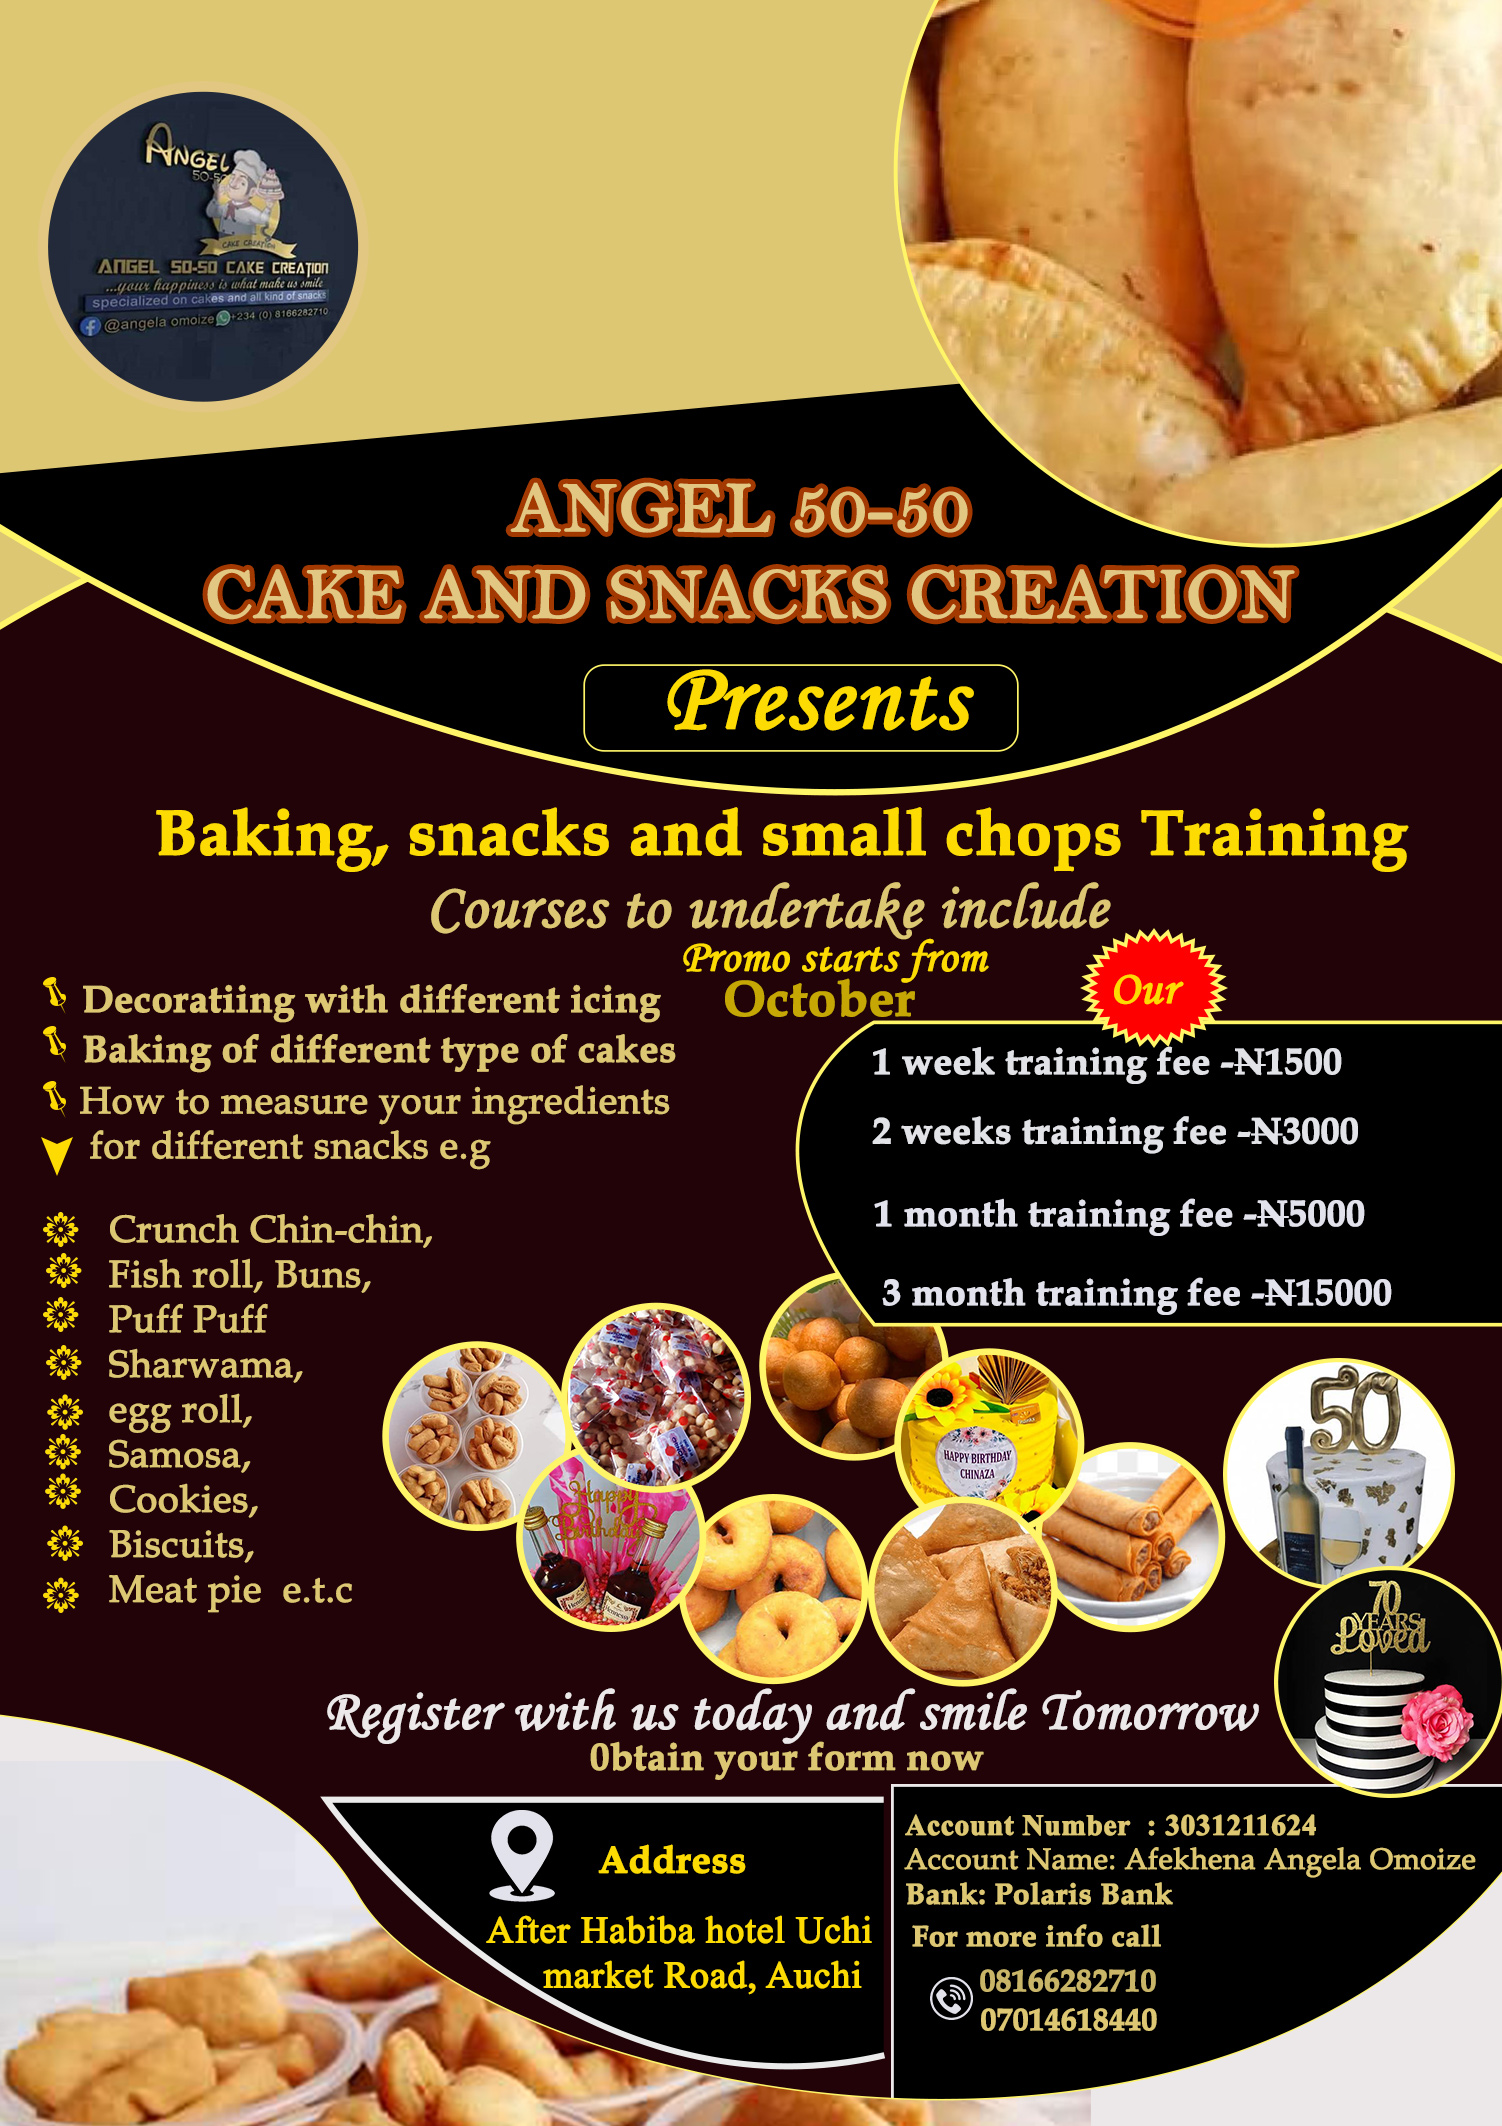 ANGEL
50-50
CAKE CREATION
ANGEL 50-50 CAKE CREATION
...your happiness is what make us smile
specialized on cakes and all kind of snacks
@angela omoize +234 (0) 8166282710
ANGEL 50-50
CAKE AND SNACKS CREATION
Presents
Baking, snacks and small chops Training
Courses to undertake include
Promo starts from
October
Decoratiing with different icing
Baking of different type of cakes
How to measure your ingredients
for different snacks e.g
Crunch Chin-chin,
Fish roll, Buns,
Puff Puff
Sharwama,
egg roll,
Samosa,
Cookies,
Biscuits,
Meat pie e.t.c
Our
1 week training fee -N1500
2 weeks training fee -N3000
1 month training fee -N5000
3 month training fee -N15000
HAPPY BIRTHDAY
CHINAZA
Happy
Birthday
Hennessy
50
70
YEARS
Loved
Register with us today and smile Tomorrow
0btain your form now
Address
After Habiba hotel Uchi
market Road, Auchi
Account Number : 3031211624
Account Name: Afekhena Angela Omoize
Bank: Polaris Bank
For more info call
08166282710
07014618440